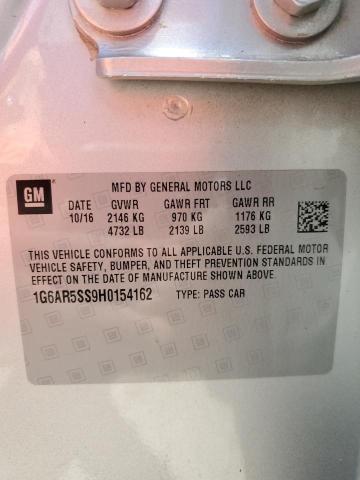 GM
MFD BY GENERAL MOTORS LLC
DATE GVWR GAWR FRT GAWR RR
10/16 2146 KG 970 KG 1176 KG
4732 LB 2139 LB 2593 LB
THIS VEHICLE CONFORMS TO ALL APPLICABLE U.S. FEDERAL MOTOR
VEHICLE SAFETY, BUMPER, AND THEFT PREVENTION STANDARDS IN
EFFECT ON THE DATE OF MANUFACTURE SHOWN ABOVE.
1G6AR5SS9H0154162 TYPE: PASS CAR